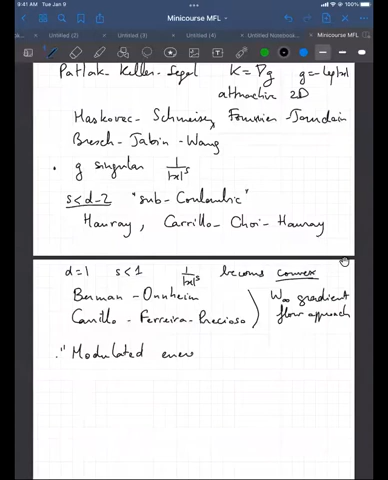 9:41 AM Tue Jan 9
100%
Minicourse MFL
Untitled (2)
Untitled (3)
Untitled (4)
Untitled Notebook...
Minicourse MFL
Patlak-Keller-Segel K = ∇g g = log
attractive 2D
Haskovec - Schmeiser, Fournier - Jourdain
Bresch - Jabin - Wang
. g singular 1/|x|^s
s<d-2 "sub-Coulombic"
Hauray, Carrillo - Choi - Hauray
d=1 s<1 1/|x|^s becomes convex
Berman - Onnheim
W∞ gradient
Carrillo - Ferreira - Precioso
flow approach
." Modulated ener